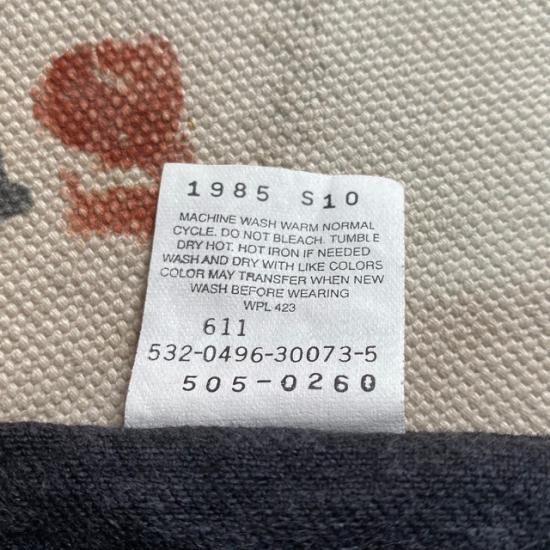 1985 S10
MACHINE WASH WARM NORMAL
CYCLE. DO NOT BLEACH. TUMBLE
DRY HOT. HOT IRON IF NEEDED
WASH AND DRY WITH LIKE COLORS
COLOR MAY TRANSFER WHEN NEW
WASH BEFORE WEARING
WPL 423
611
532-0496-30073-5
505-0260